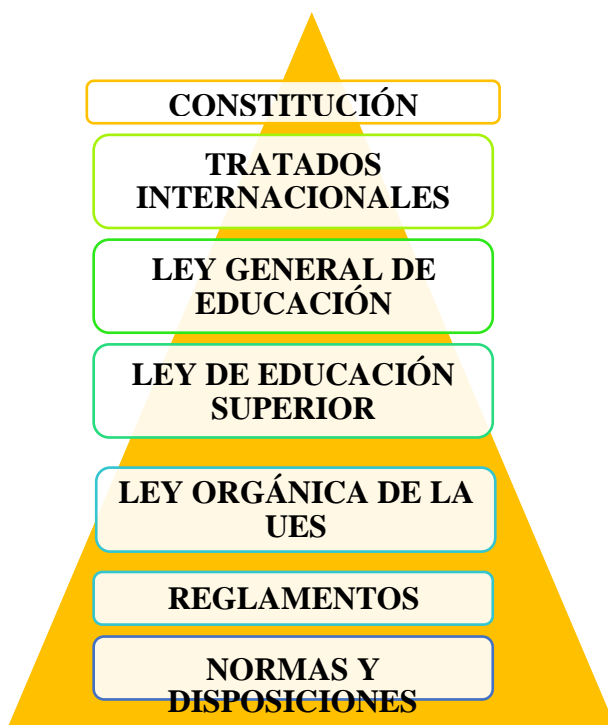 CONSTITUCIÓN
TRATADOS
INTERNACIONALES
LEY GENERAL DE
EDUCACIÓN
LEY DE EDUCACIÓN
SUPERIOR
LEY ORGÁNICA DE LA
UES
REGLAMENTOS
NORMAS Y
DISPOSICIONES